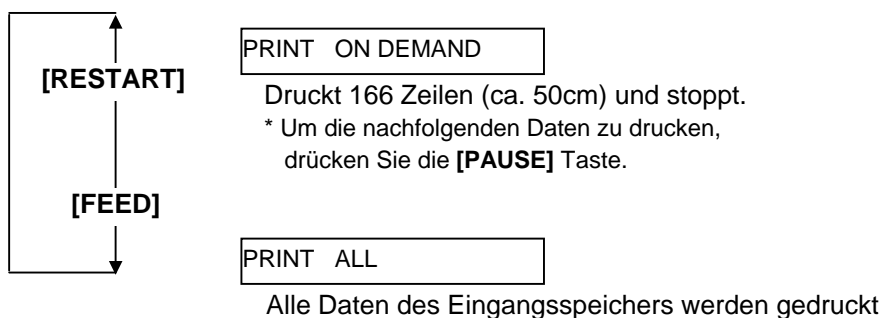 PRINT ON DEMAND
[RESTART]
Druckt 166 Zeilen (ca. 50cm) und stoppt.
* Um die nachfolgenden Daten zu drucken,
drücken Sie die [PAUSE] Taste.
[FEED]
PRINT ALL
Alle Daten des Eingangsspeichers werden gedruckt